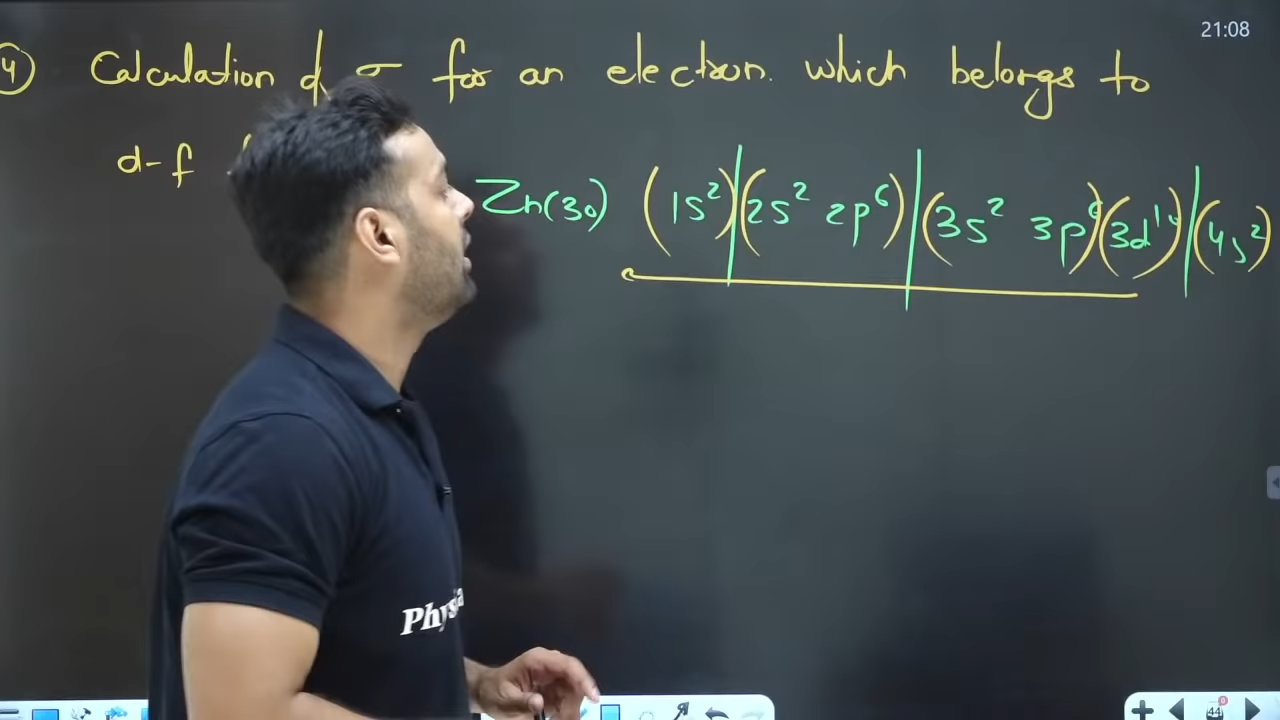 21:08
4) Calculation of σ for an electron. which belongs to
d-f
Zn(30) (1s²)(2s² 2p⁶)(3s² 3p⁶)(3d¹⁰)(4s²)
Phys
44